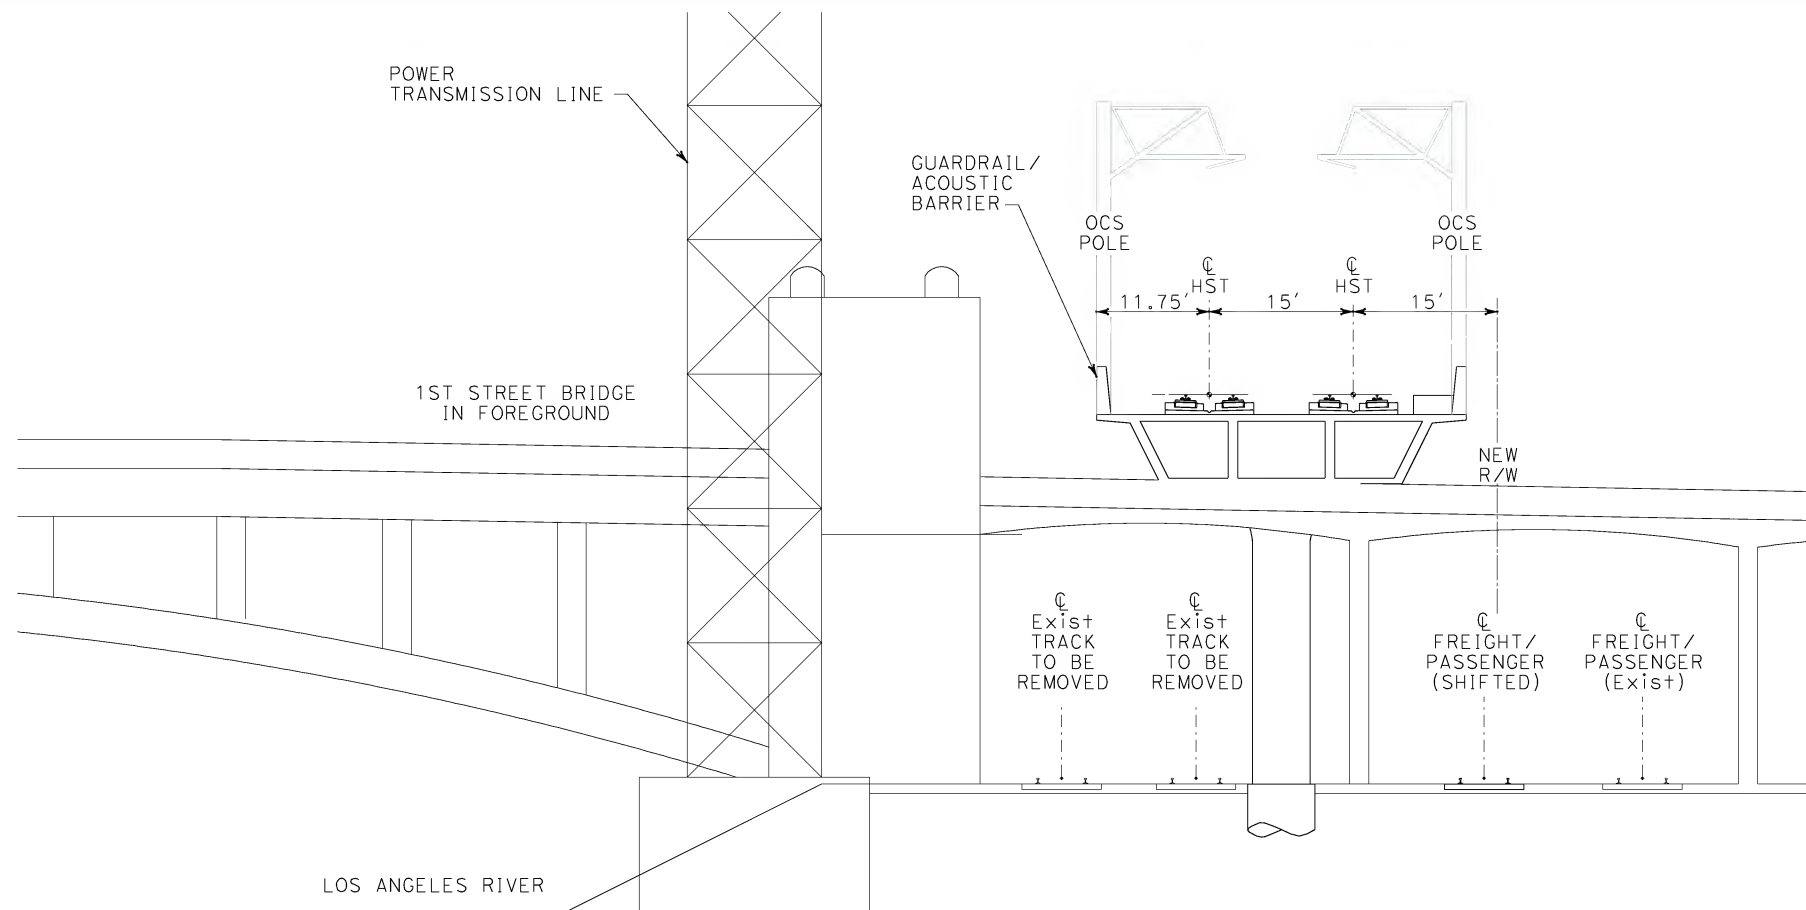 POWER
TRANSMISSION LINE
GUARDRAIL/
ACOUSTIC
BARRIER
OCS
POLE
OCS
POLE
℄
HST
℄
HST
11.75'
15'
15'
1ST STREET BRIDGE
IN FOREGROUND
NEW
R/W
℄
Exist
TRACK
TO BE
REMOVED
℄
Exist
TRACK
TO BE
REMOVED
℄
FREIGHT/
PASSENGER
(SHIFTED)
℄
FREIGHT/
PASSENGER
(Exist)
LOS ANGELES RIVER